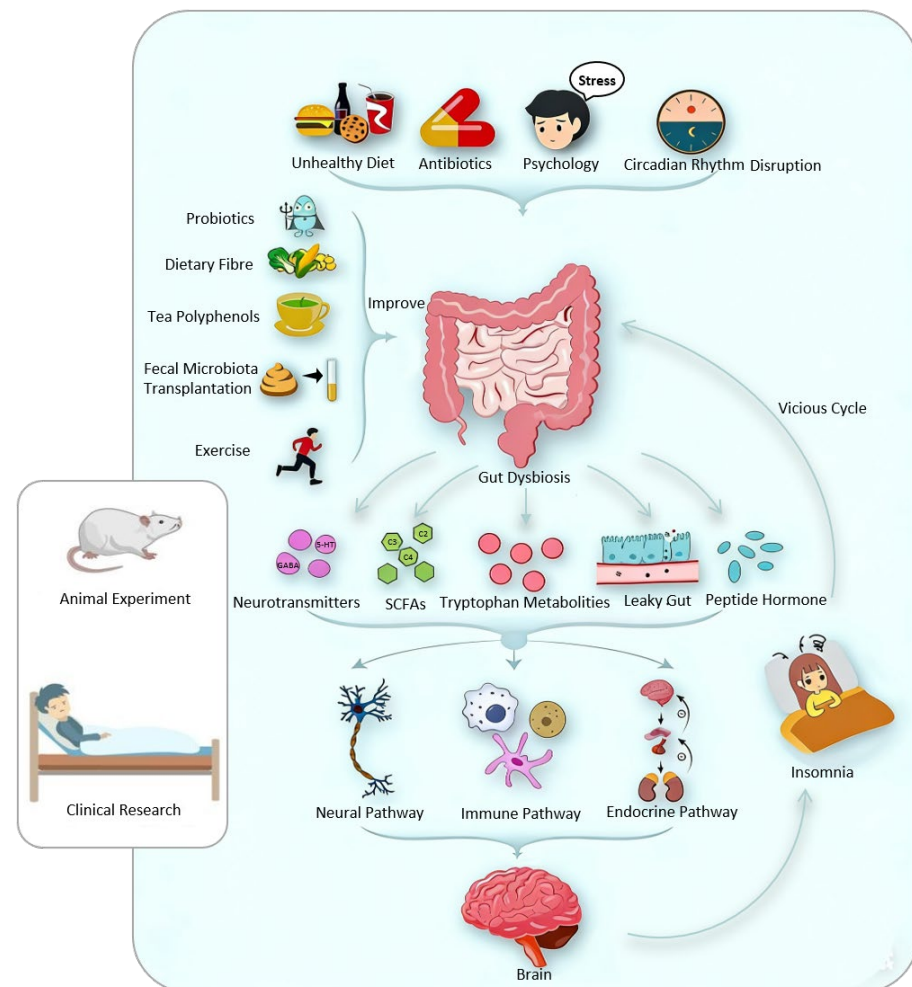 Stress
Unhealthy Diet
Antibiotics
Psychology
Circadian Rhythm Disruption
Probiotics
Dietary Fibre
Tea Polyphenols
Fecal Microbiota
Transplantation
Exercise
Improve
Vicious Cycle
Gut Dysbiosis
5-HT
GABA
C2
C3
C4
Neurotransmitters
SCFAs
Tryptophan Metabolities
Leaky Gut
Peptide Hormone
Animal Experiment
Clinical Research
Neural Pathway
Immune Pathway
Endocrine Pathway
Insomnia
Brain